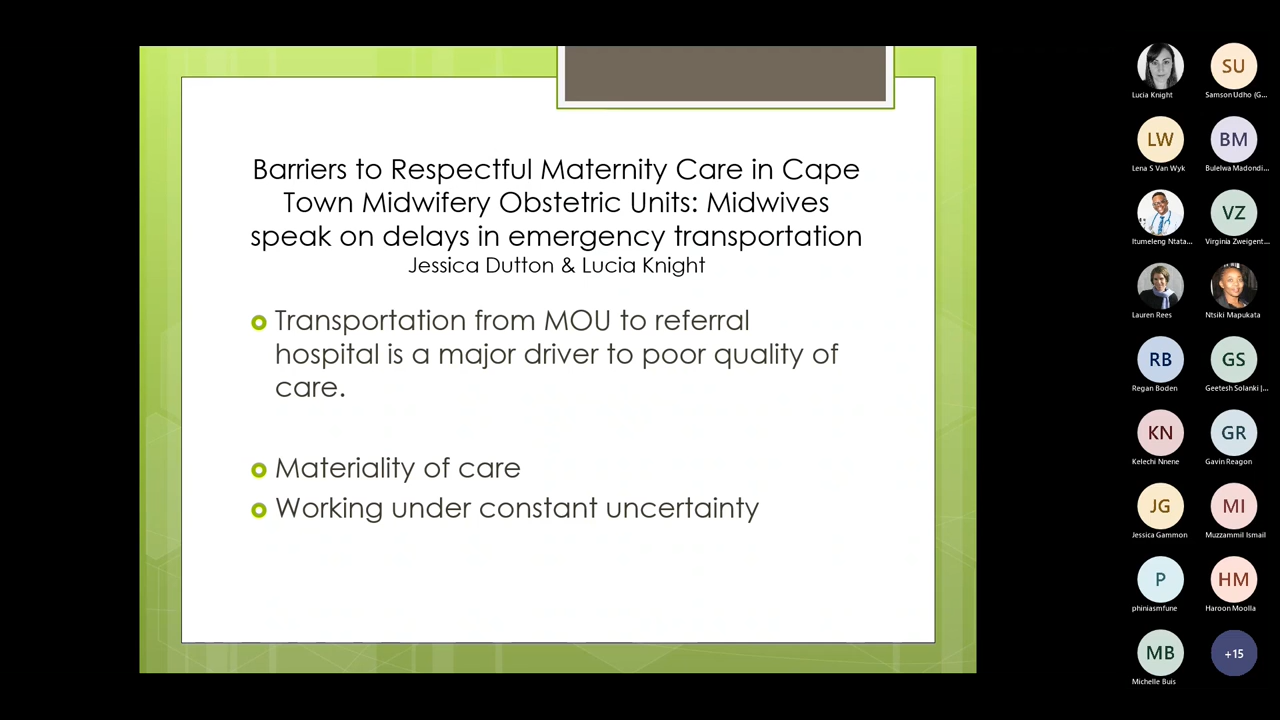 Barriers to Respectful Maternity Care in Cape
Town Midwifery Obstetric Units: Midwives
speak on delays in emergency transportation
Jessica Dutton & Lucia Knight
Transportation from MOU to referral
hospital is a major driver to poor quality of
care.
Materiality of care
Working under constant uncertainty
Lucia Knight
SU
Samson Udho (G...
LW
Lena S Van Wyk
BM
Bulelwa Madondi...
Itumeleng Ntata...
VZ
Virginia Zweigent...
Lauren Rees
Ntsiki Mapukata
RB
Regan Boden
GS
Geetesh Solanki |...
KN
Kelechi Nnene
GR
Gavin Reagon
JG
Jessica Gammon
MI
Muzzammil Ismail
P
phiniasmfune
HM
Haroon Moolla
MB
Michelle Buis
+15